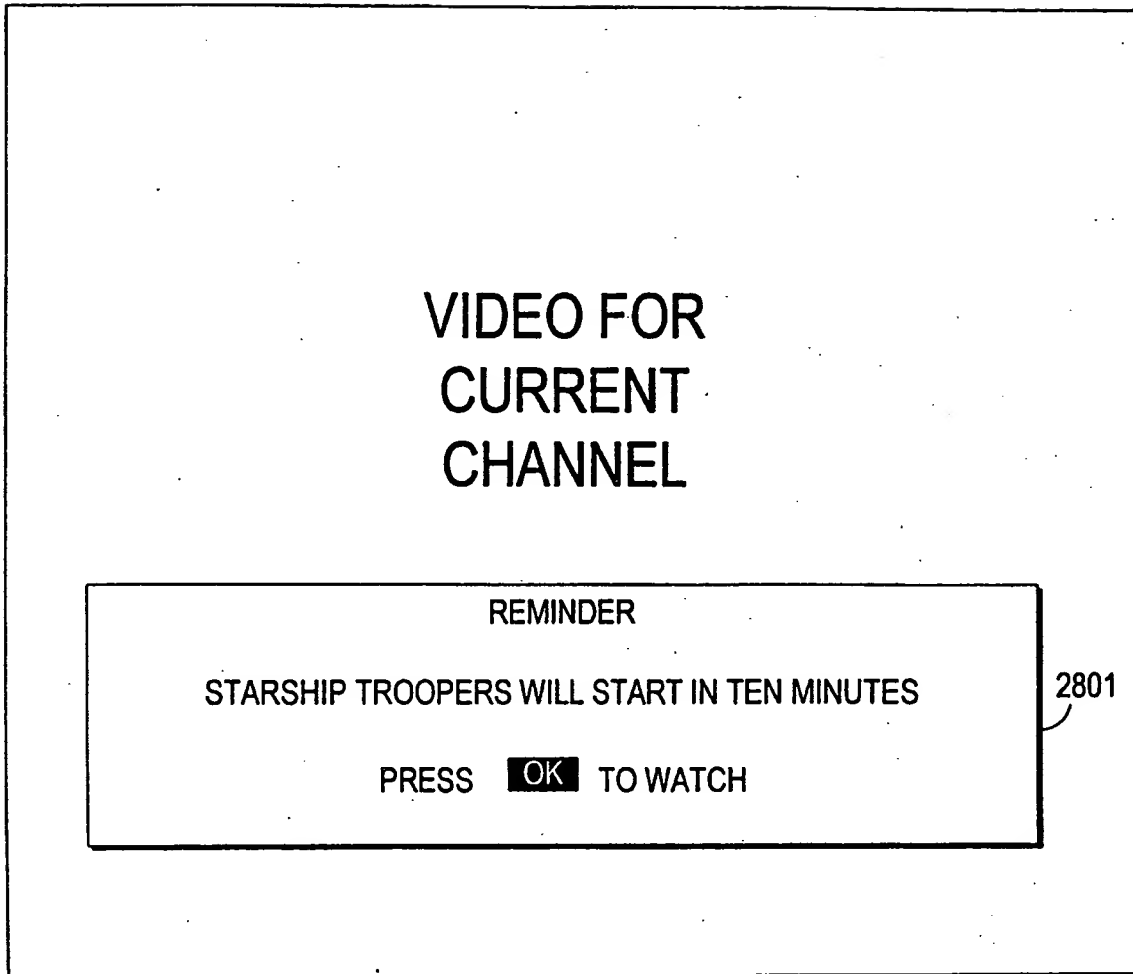 VIDEO FOR
CURRENT
CHANNEL
REMINDER
STARSHIP TROOPERS WILL START IN TEN MINUTES
2801
PRESS OK TO WATCH